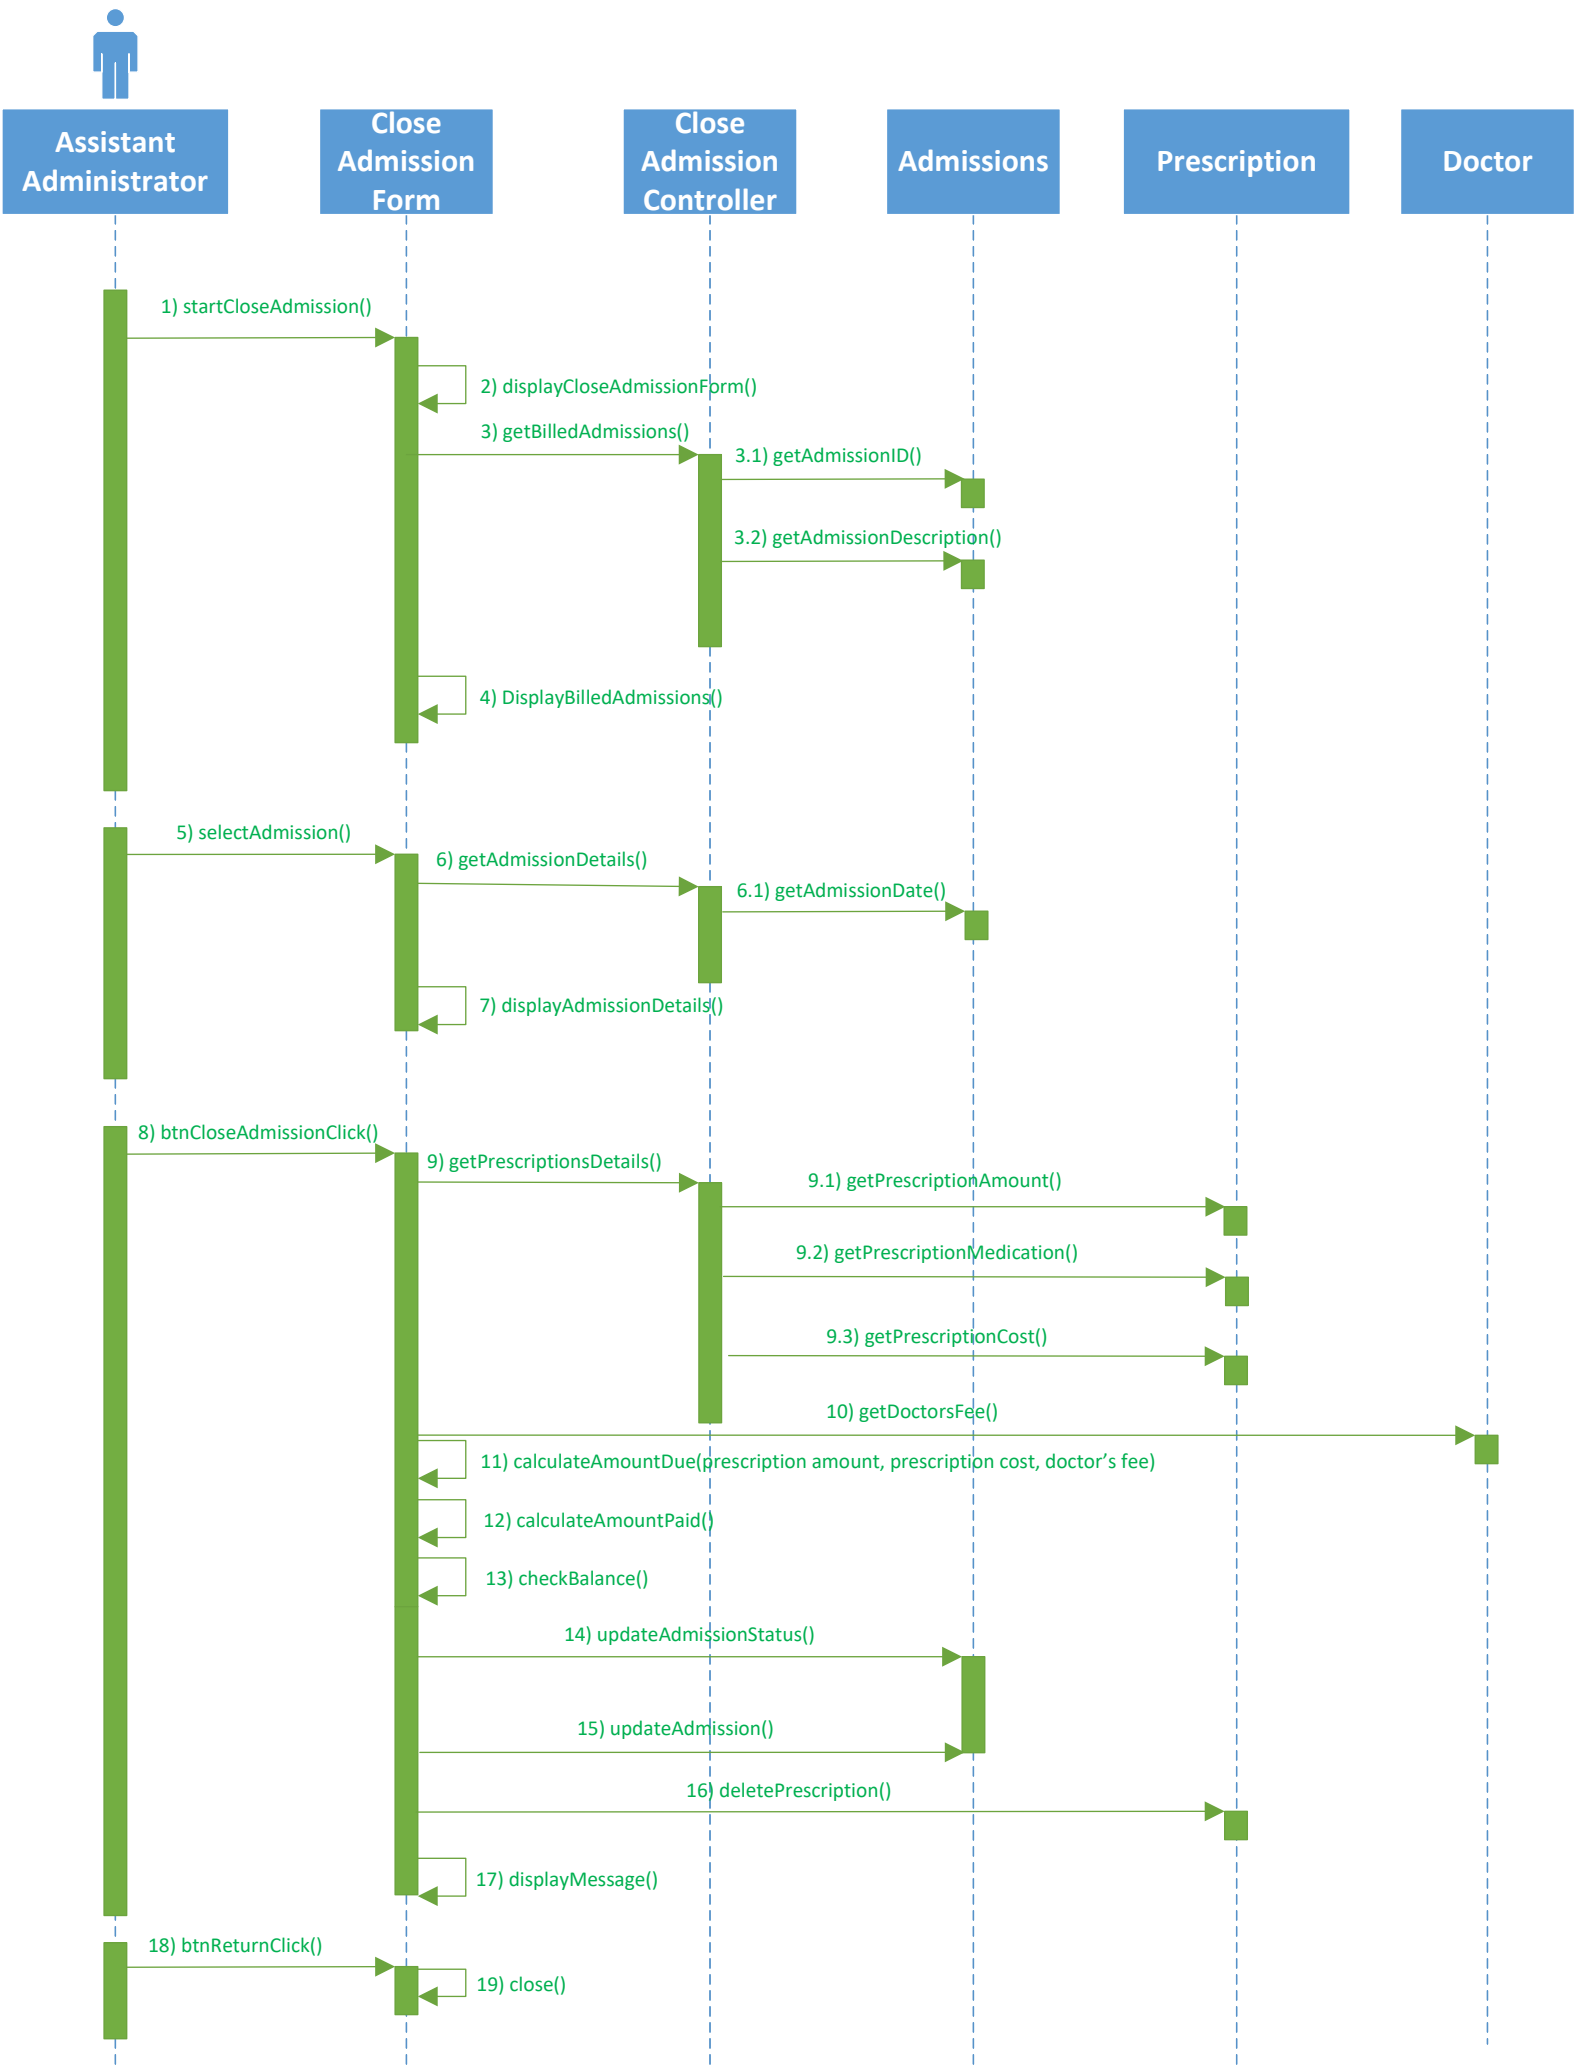 Assistant
Administrator
Close
Admission
Form
Close
Admission
Controller
Admissions
Prescription
Doctor
1) startCloseAdmission()
2) displayCloseAdmissionForm()
3) getBilledAdmissions()
3.1) getAdmissionID()
3.2) getAdmissionDescription()
4) DisplayBilledAdmissions()
5) selectAdmission()
6) getAdmissionDetails()
6.1) getAdmissionDate()
7) displayAdmissionDetails()
8) btnCloseAdmissionClick()
9) getPrescriptionsDetails()
9.1) getPrescriptionAmount()
9.2) getPrescriptionMedication()
9.3) getPrescriptionCost()
10) getDoctorsFee()
11) calculateAmountDue(prescription amount, prescription cost, doctor’s fee)
12) calculateAmountPaid()
13) checkBalance()
14) updateAdmissionStatus()
15) updateAdmission()
16) deletePrescription()
17) displayMessage()
18) btnReturnClick()
19) close()